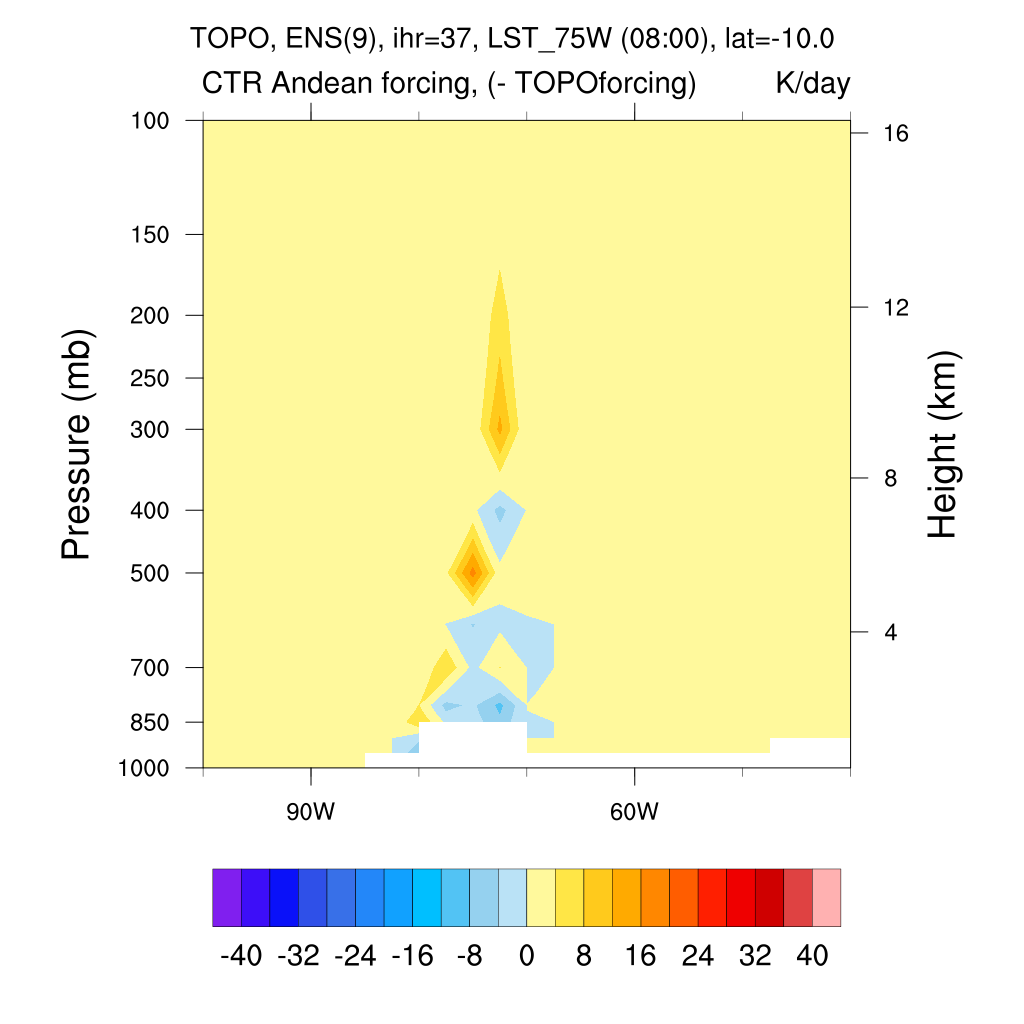 TOPO, ENS(9), ihr=37, LST_75W (08:00), lat=-10.0
CTR Andean forcing, (- TOPOforcing) K/day
100
150
200
250
300
400
500
700
850
1000
Pressure (mb)
16
12
8
4
Height (km)
90W 60W
-40 -32 -24 -16 -8 0 8 16 24 32 40